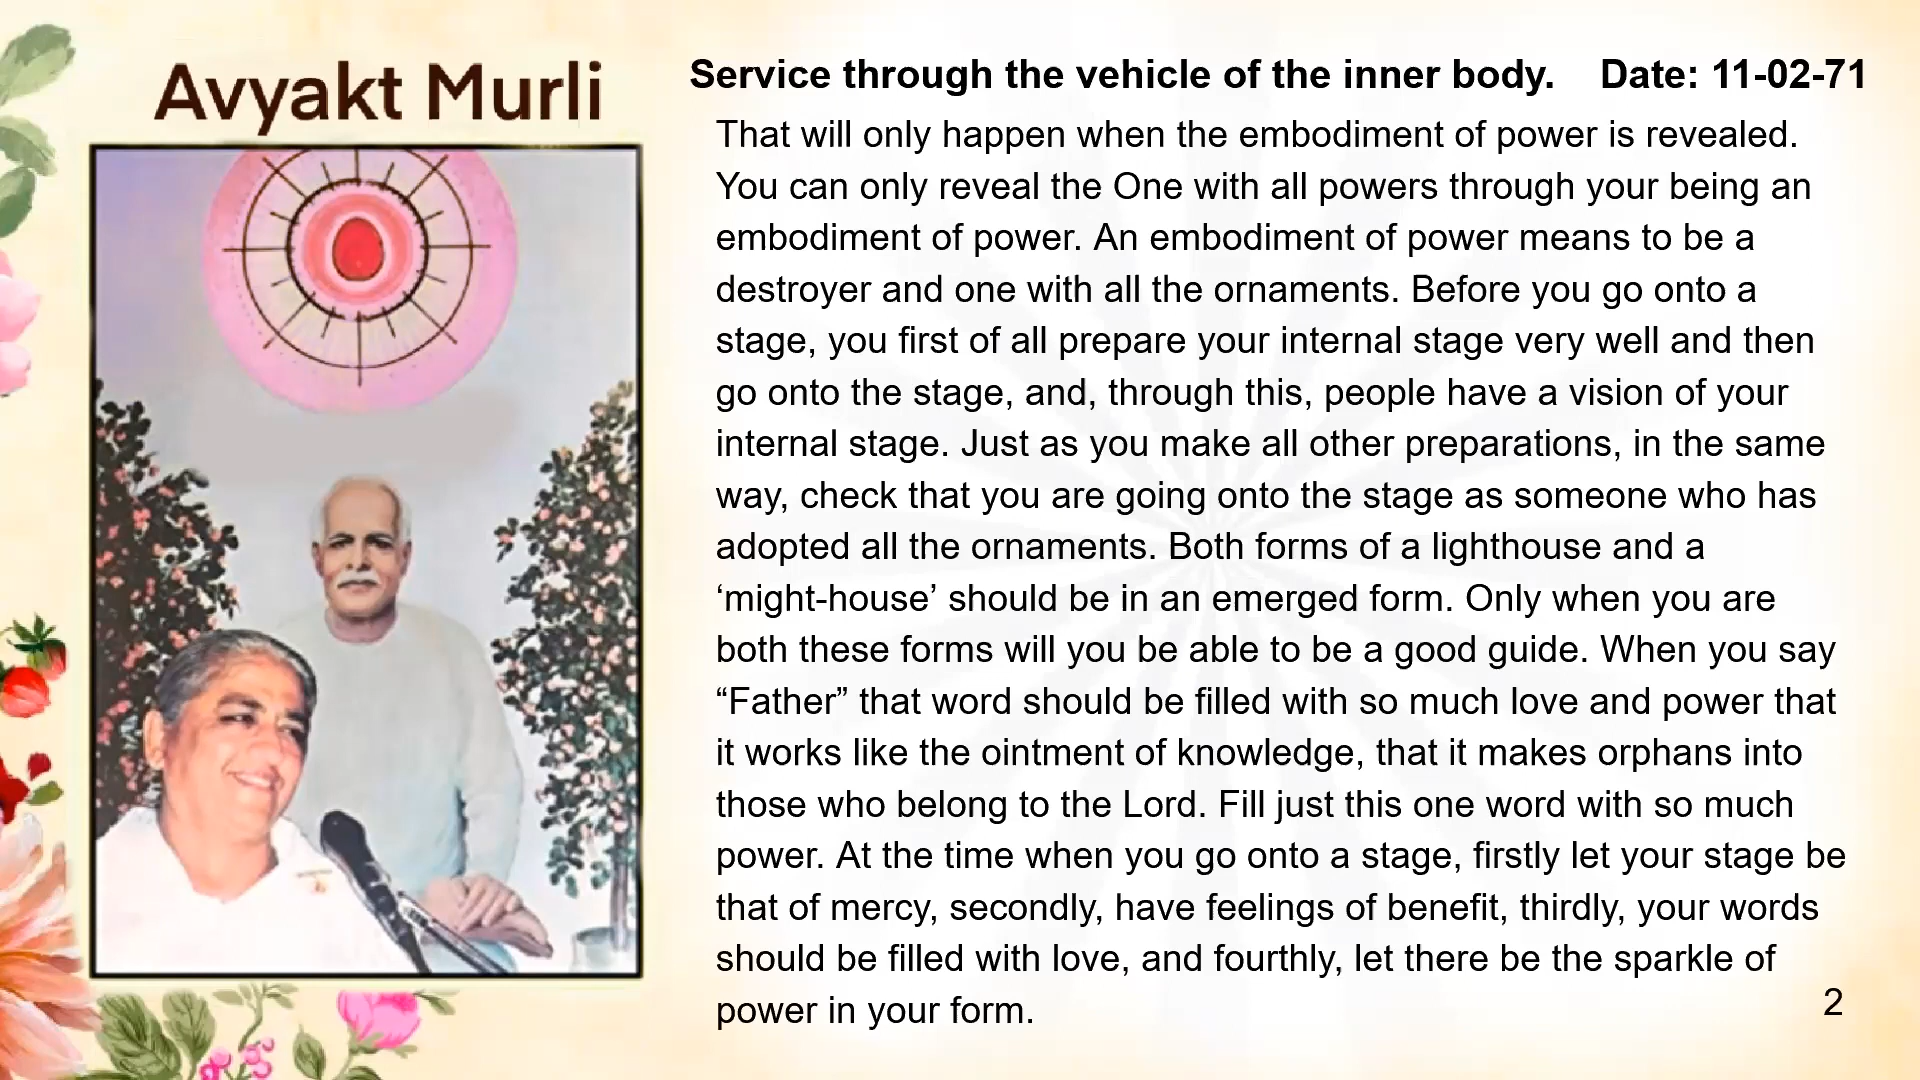 Avyakt Murli
Service through the vehicle of the inner body. Date: 11-02-71
That will only happen when the embodiment of power is revealed.
You can only reveal the One with all powers through your being an
embodiment of power. An embodiment of power means to be a
destroyer and one with all the ornaments. Before you go onto a
stage, you first of all prepare your internal stage very well and then
go onto the stage, and, through this, people have a vision of your
internal stage. Just as you make all other preparations, in the same
way, check that you are going onto the stage as someone who has
adopted all the ornaments. Both forms of a lighthouse and a
‘might-house’ should be in an emerged form. Only when you are
both these forms will you be able to be a good guide. When you say
“Father” that word should be filled with so much love and power that
it works like the ointment of knowledge, that it makes orphans into
those who belong to the Lord. Fill just this one word with so much
power. At the time when you go onto a stage, firstly let your stage be
that of mercy, secondly, have feelings of benefit, thirdly, your words
should be filled with love, and fourthly, let there be the sparkle of
power in your form.
2